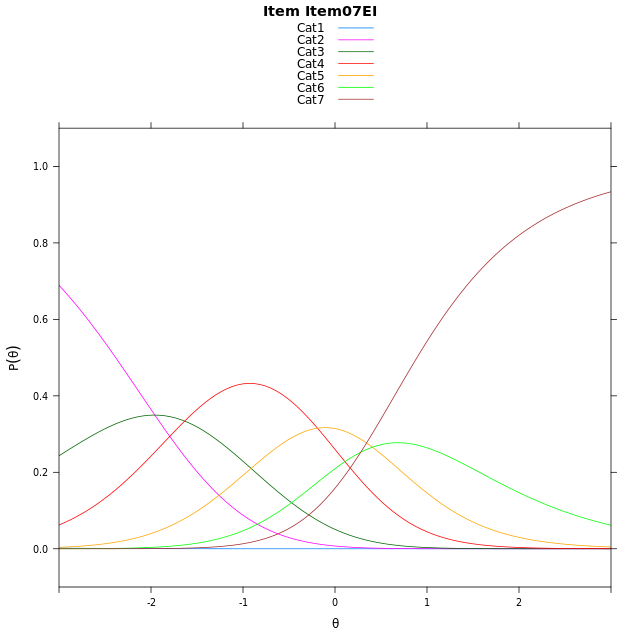 Item Item07EI
Cat1
Cat2
Cat3
Cat4
Cat5
Cat6
Cat7
1.0
0.8
0.6
0.4
0.2
0.0
P(θ)
-2 -1 0 1 2
θ